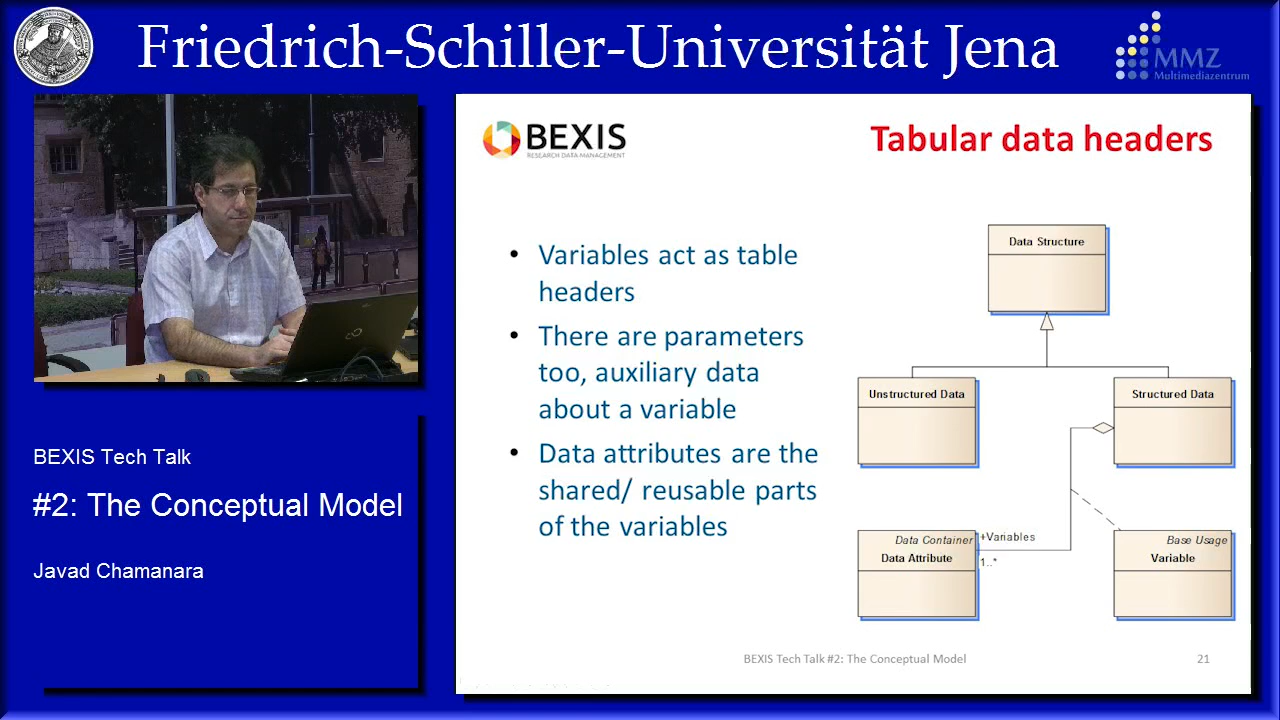 Friedrich-Schiller-Universität Jena
MMZ
Multimediazentrum
BEXIS
RESEARCH DATA MANAGEMENT
Tabular data headers
• Variables act as table
headers
• There are parameters
too, auxiliary data
about a variable
• Data attributes are the
shared/ reusable parts
of the variables
Data Structure
Unstructured Data
Structured Data
Data Container
Data Attribute
+Variables
1..*
Base Usage
Variable
BEXIS Tech Talk #2: The Conceptual Model
21
BEXIS Tech Talk
#2: The Conceptual Model
Javad Chamanara